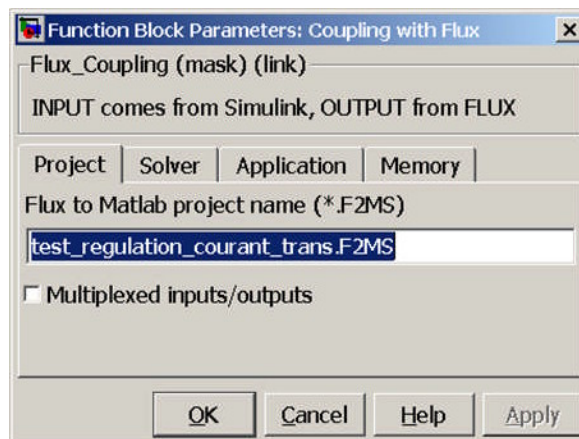 Function Block Parameters: Coupling with Flux
Flux_Coupling (mask) (link)
INPUT comes from Simulink, OUTPUT from FLUX
Project Solver Application Memory
Flux to Matlab project name (*.F2MS)
test_regulation_courant_trans.F2MS
Multiplexed inputs/outputs
OK Cancel Help Apply